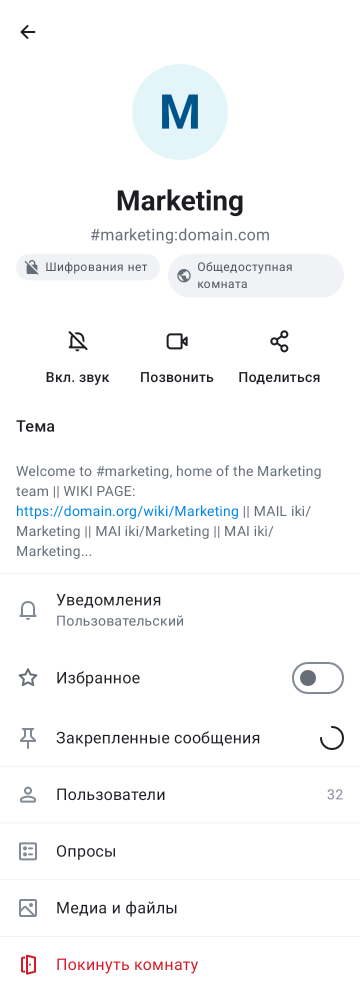 M
Marketing
#marketing:domain.com
Шифрования нет
Общедоступная
комната
Вкл. звук
Позвонить
Поделиться
Тема
Welcome to #marketing, home of the Marketing
team || WIKI PAGE:
https://domain.org/wiki/Marketing || MAIL iki/
Marketing || MAI iki/Marketing || MAI iki/
Marketing...
Уведомления
Пользовательский
Избранное
Закрепленные сообщения
Пользователи 32
Опросы
Медиа и файлы
Покинуть комнату